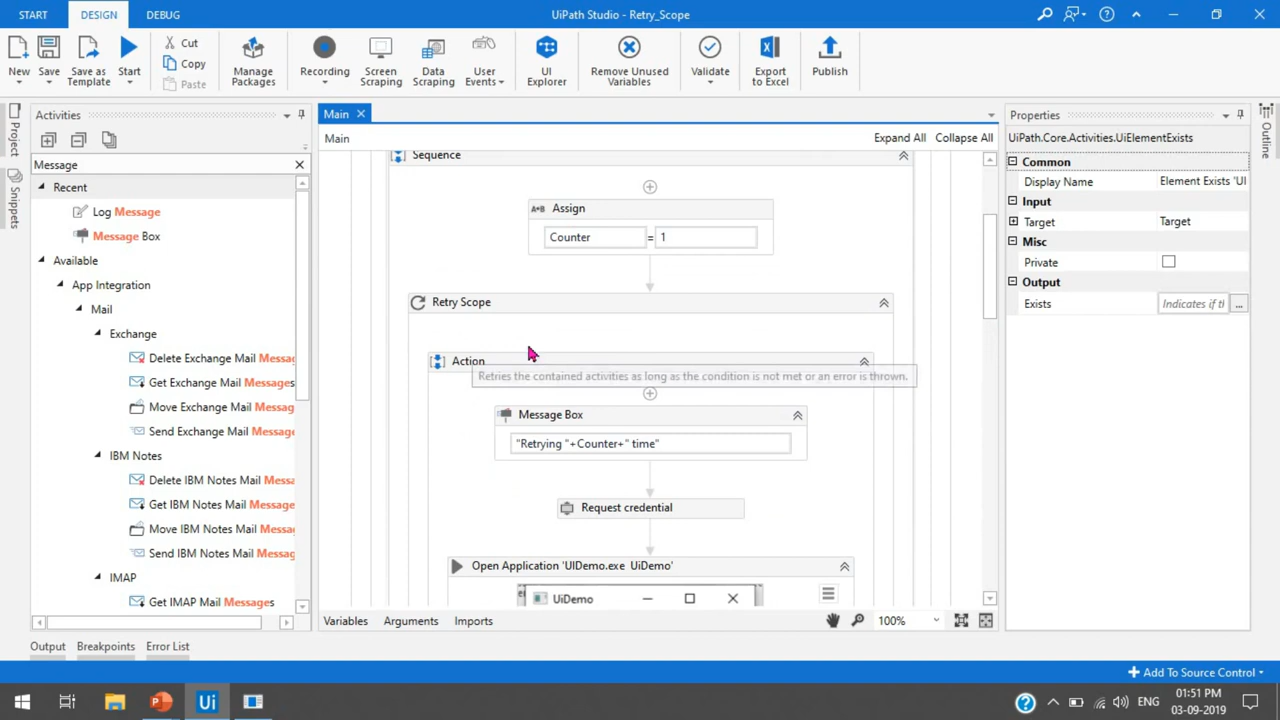 START DESIGN DEBUG UiPath Studio - Retry_Scope
New Save Save as Template Start Cut Copy Paste Manage Packages Recording Screen Scraping Data Scraping User Events UI Explorer Remove Unused Variables Validate Export to Excel Publish
Project
Snippets
Activities
Message
Recent
Log Message
Message Box
Available
App Integration
Mail
Exchange
Delete Exchange Mail Messag
Get Exchange Mail Messages
Move Exchange Mail Messag
Send Exchange Mail Messag
IBM Notes
Delete IBM Notes Mail Messag
Get IBM Notes Mail Messag
Move IBM Notes Mail Messag
Send IBM Notes Mail Messag
IMAP
Get IMAP Mail Messages
Main
Main Expand All Collapse All
Sequence
A+B Assign
Counter = 1
Retry Scope
Action
Retries the contained activities as long as the condition is not met or an error is thrown.
Message Box
"Retrying "+Counter+" time"
Request credential
Open Application 'UIDemo.exe UiDemo'
UiDemo
Variables Arguments Imports 100%
Properties
UiPath.Core.Activities.UiElementExists
Common
Display Name Element Exists 'UI
Input
Target Target
Misc
Private
Output
Exists Indicates if th ...
Outline
Output Breakpoints Error List
Add To Source Control
Ui ENG 01:51 PM
03-09-2019